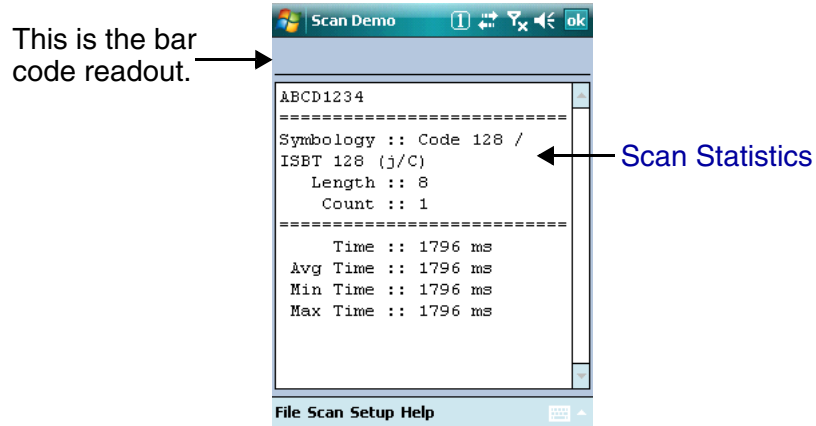 This is the bar
code readout.
Scan Demo 1 ok
ABCD1234
============================
Symbology :: Code 128 /
ISBT 128 (j/C)
Length :: 8
Count :: 1
============================
Time :: 1796 ms
Avg Time :: 1796 ms
Min Time :: 1796 ms
Max Time :: 1796 ms
Scan Statistics
File Scan Setup Help